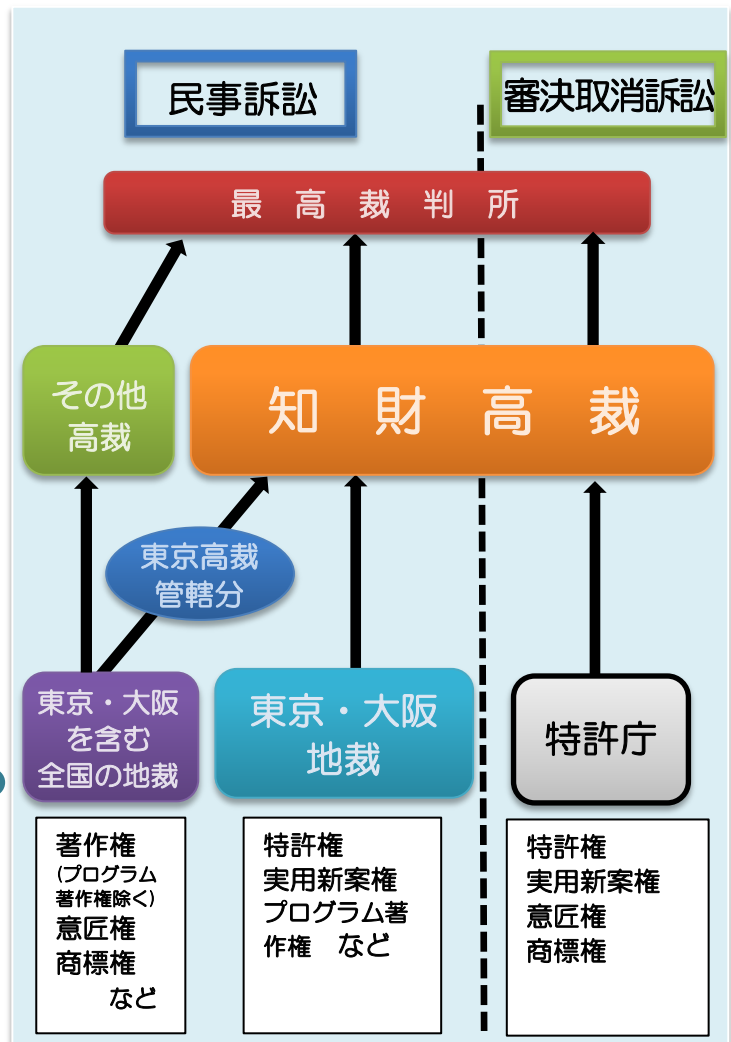 民事訴訟
審決取消訴訟
最高裁判所
その他
高裁
知財高裁
東京高裁
管轄分
東京・大阪
を含む
全国の地裁
東京・大阪
地裁
特許庁
著作権
(プログラム
著作権除く)
意匠権
商標権
など
特許権
実用新案権
プログラム著
作権 など
特許権
実用新案権
意匠権
商標権